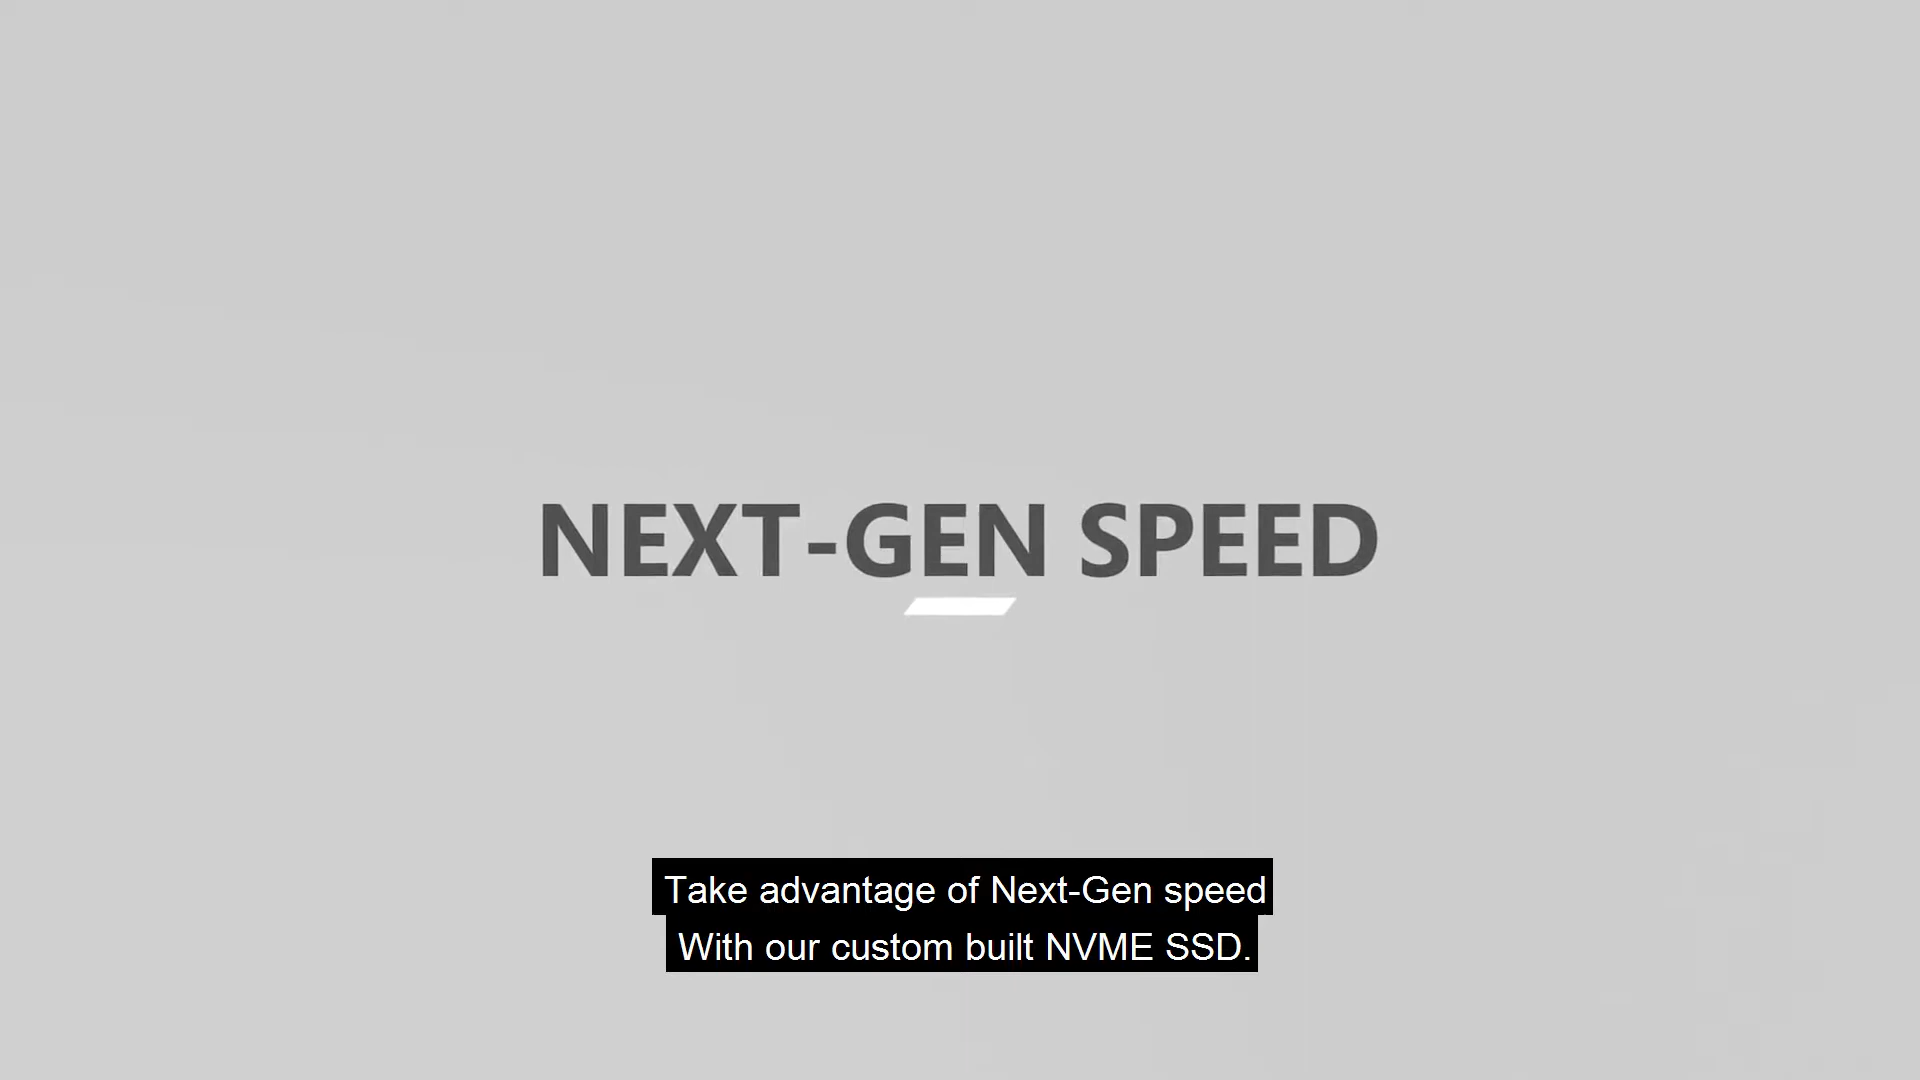 NEXT-GEN SPEED
Take advantage of Next-Gen speed
With our custom built NVME SSD.